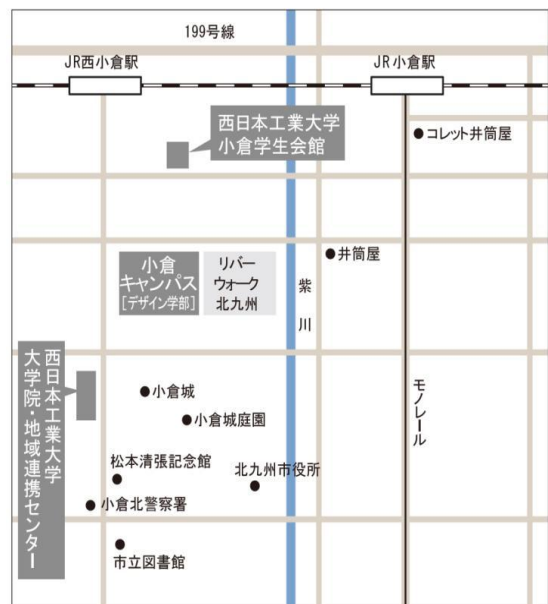 199号線
JR西小倉駅
JR小倉駅
西日本工業大学
小倉学生会館
コレット井筒屋
小倉
キャンパス
[デザイン学部]
リバー
ウォーク
北九州
井筒屋
紫川
モノレール
西日本工業大学
大学院・地域連携センター
小倉城
小倉城庭園
松本清張記念館
北九州市役所
小倉北警察署
市立図書館